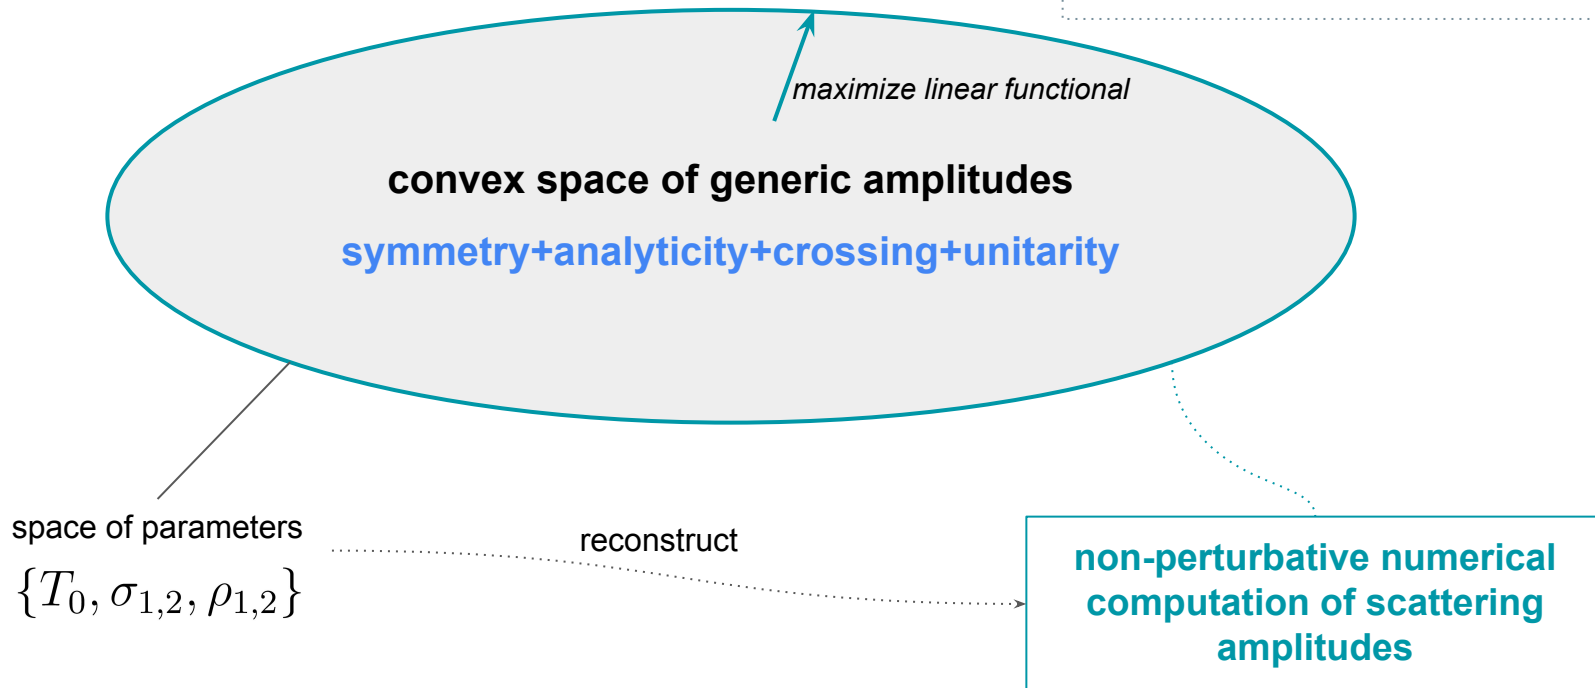 maximize linear functional
convex space of generic amplitudes
symmetry+analyticity+crossing+unitarity
space of parameters
{T₀, σ₁,₂, ρ₁,₂}
reconstruct
non-perturbative numerical
computation of scattering
amplitudes